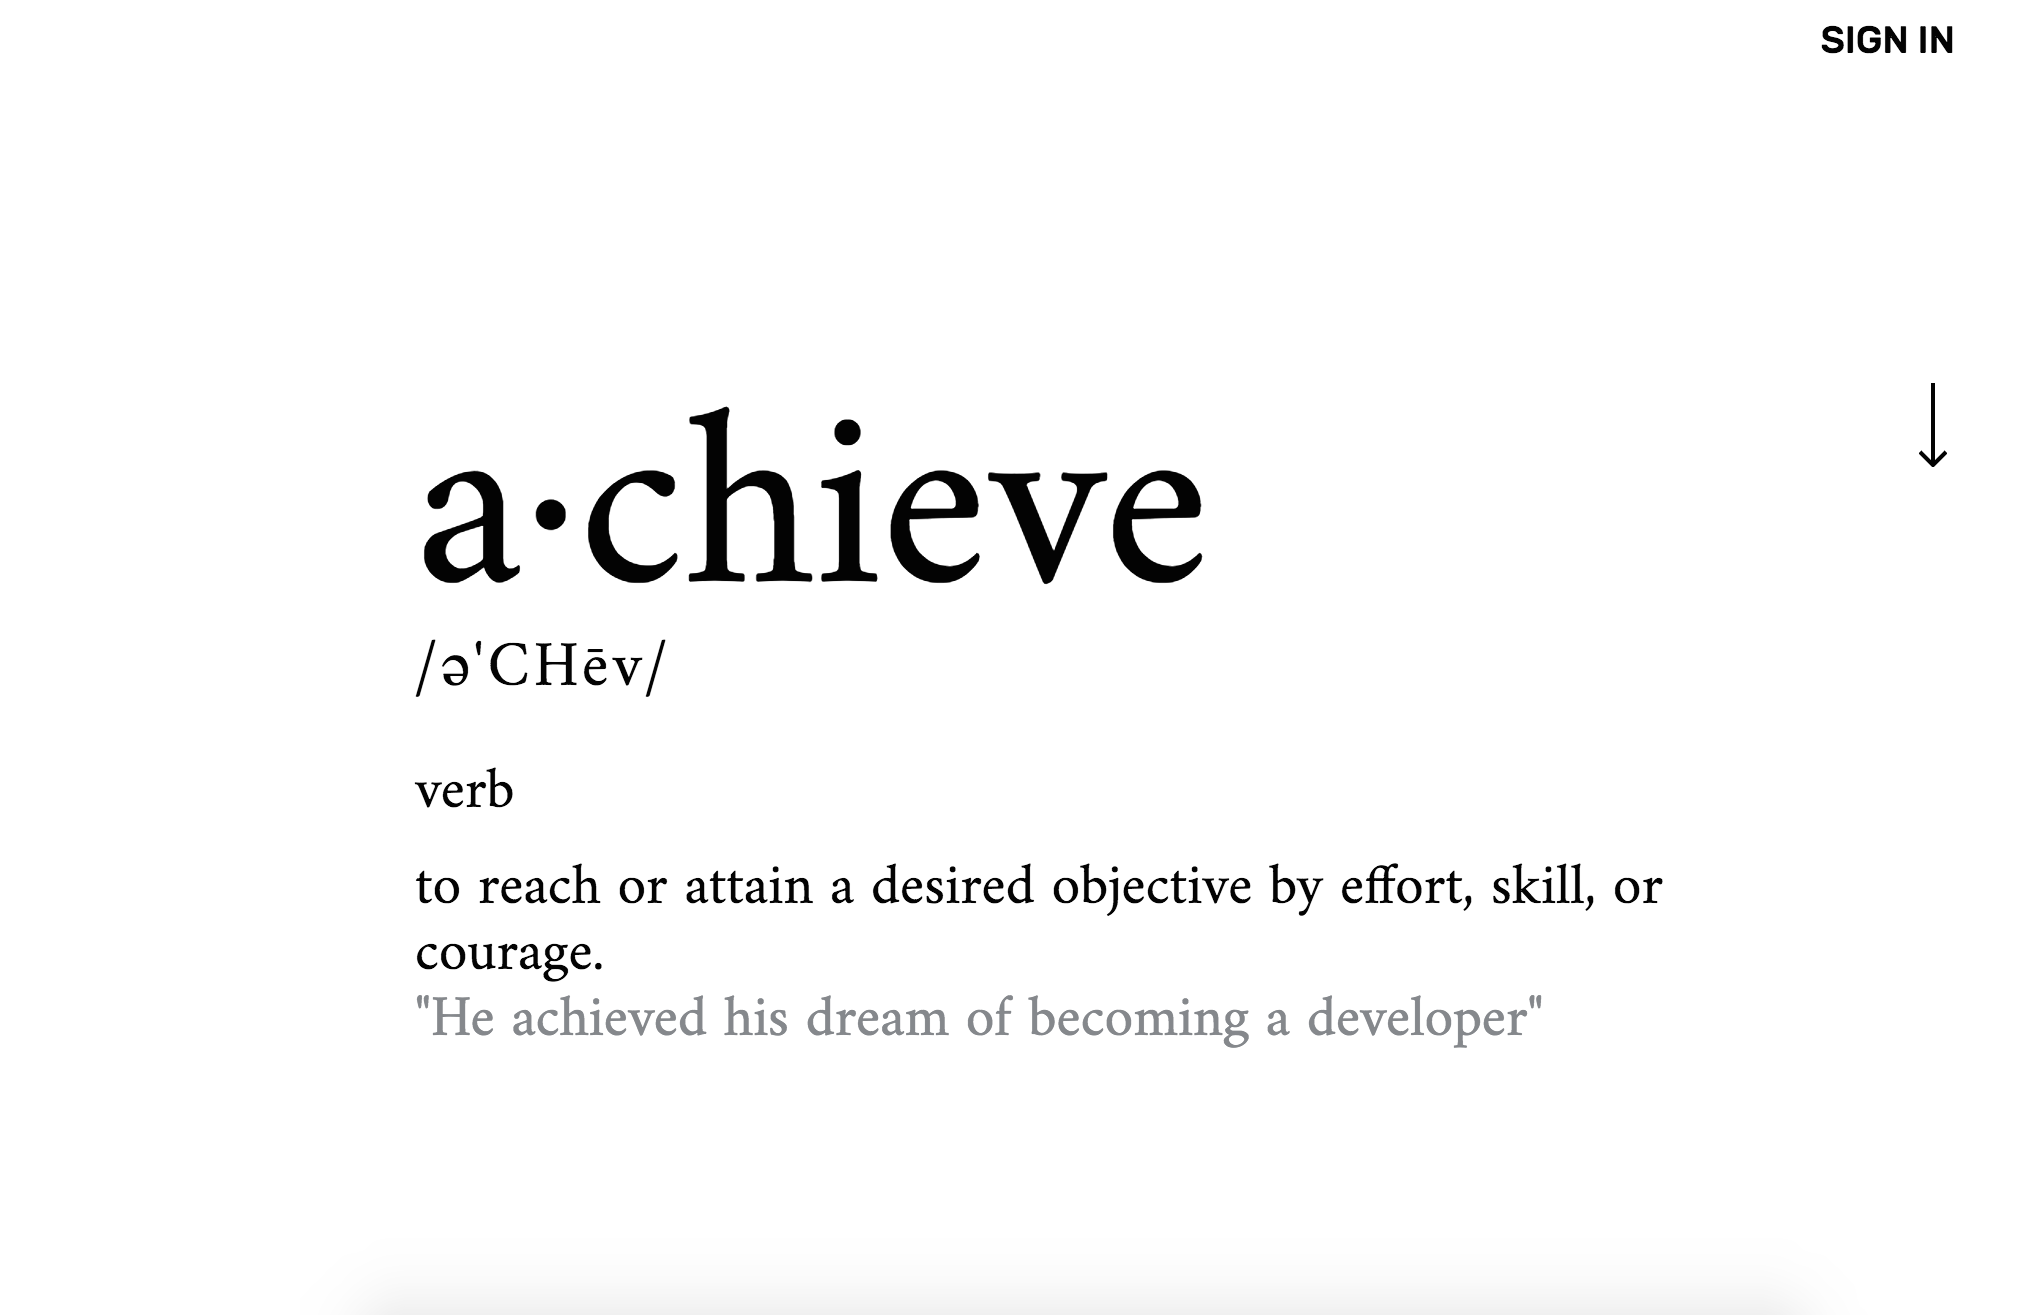 SIGN IN
a·chieve
/ə'CHēv/
verb
to reach or attain a desired objective by effort, skill, or
courage.
"He achieved his dream of becoming a developer"